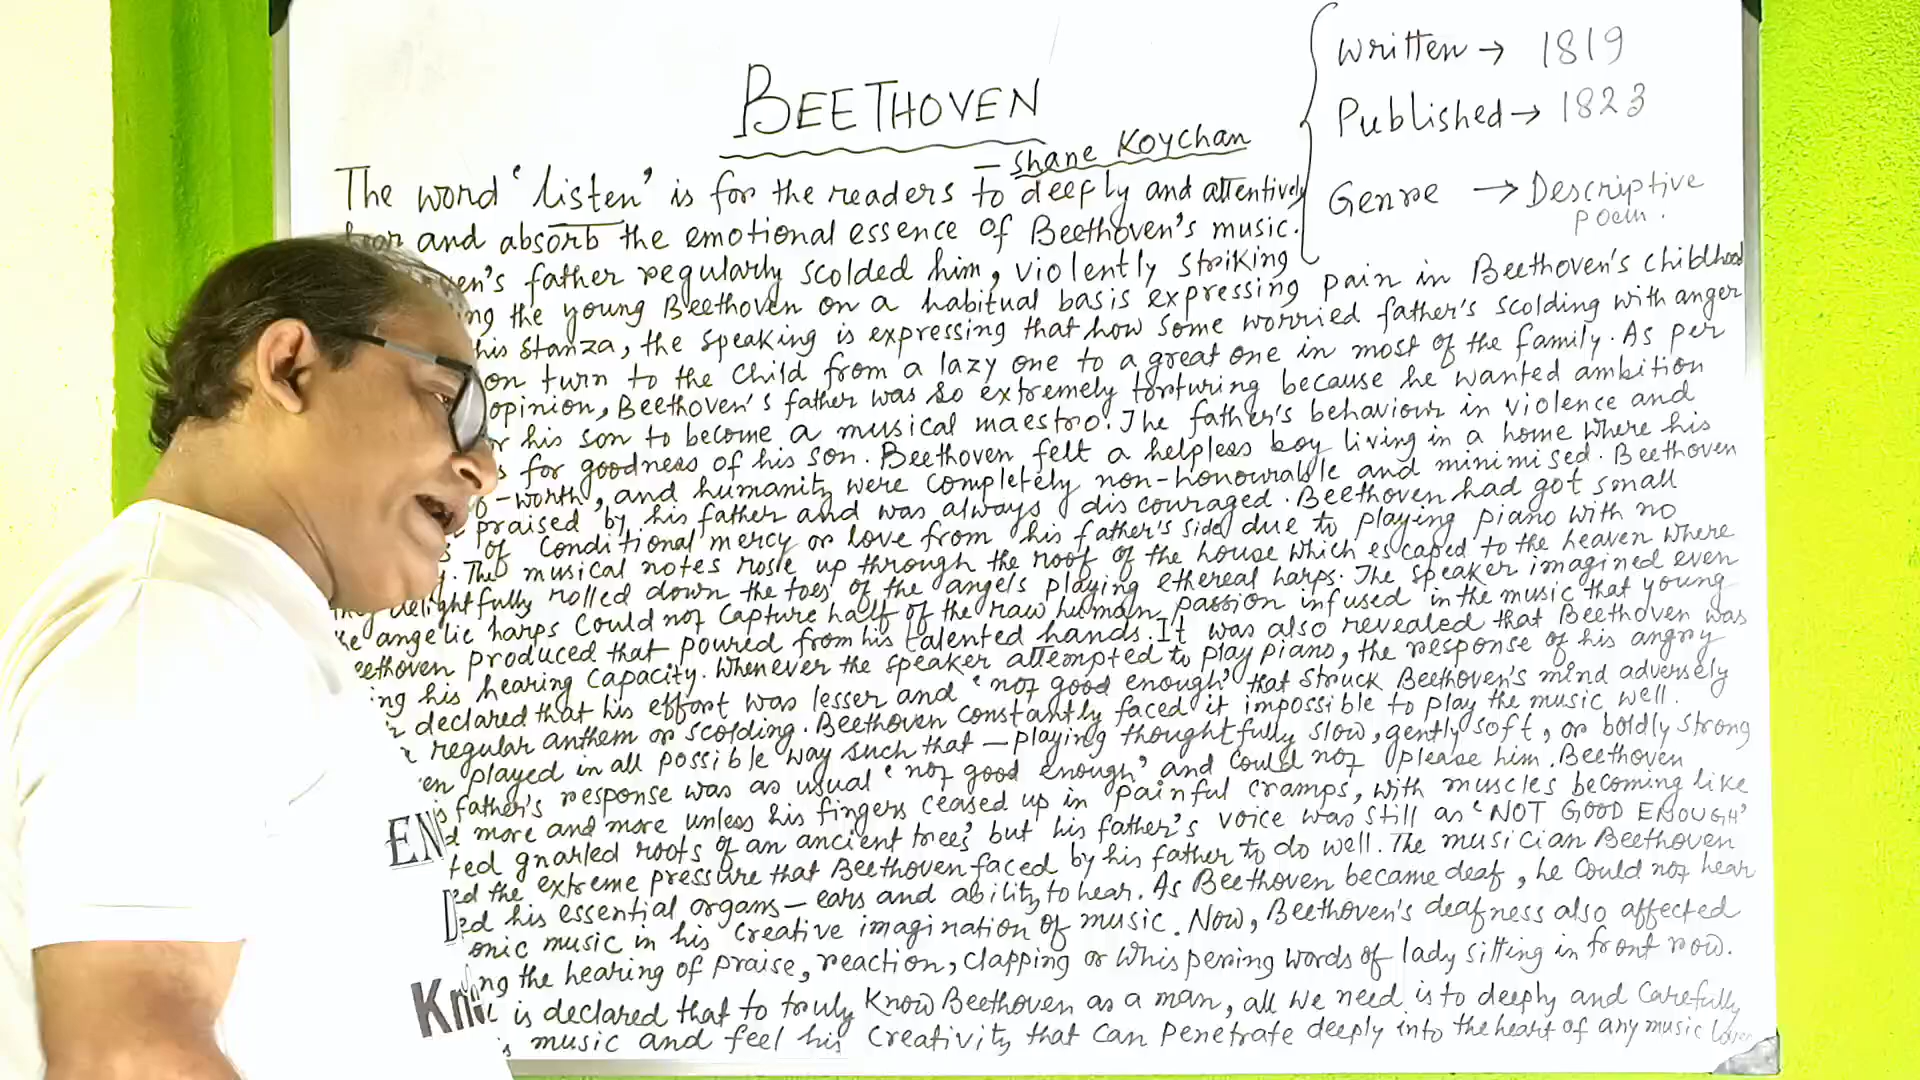 BEETHOVEN
- Shane KOYCHAN
Written → 1819
Published → 1823
Genre → Descriptive
poem.
The word 'listen' is for the readers to deeply and attentively
and absorb the emotional essence of Beethoven's music.
father regularly scolded him, violently striking
the young Beethoven on a habitual basis expressing pain in Beethoven's childhood
stanza, the speaking is expressing that how some worried father's scolding with anger
on turn to the child from a lazy one to a great one in most of the family. As per
opinion, Beethoven's father was so extremely torturing because he wanted ambition
his son to become a musical maestro. The father's behaviour in violence and
for goodness of his son. Beethoven felt a helpless boy living in a home where his
-worth, and humanity were completely non-honourable and minimised. Beethoven
praised by his father and was always discouraged. Beethoven had got small
of conditional mercy or love from his father's side due to playing piano with no
The musical notes rose up through the roof of the house which escaped to the heaven where
delightfully rolled down the toes of the angels playing ethereal harps. The speaker imagined even
angelic harps could not capture half of the raw human passion infused in the music that young
produced that poured from his talented hands. It was also revealed that Beethoven was
his hearing capacity. Whenever the speaker attempted to play piano, the response of his angry
declared that his effort was lesser and 'not good enough' that struck Beethoven's mind adversely
regular anthem or scolding. Beethoven constantly faced it impossible to play the music well.
played in all possible way such that — playing thoughtfully slow, gently soft, or boldly strong
father's response was as usual 'not good enough' and could not please him. Beethoven
more and more unless his fingers ceased up in painful cramps, with muscles becoming like
gnarled roots of an ancient tree, but his father's voice was still as 'NOT GOOD ENOUGH'
the extreme pressure that Beethoven faced by his father to do well. The musician Beethoven
his essential organs — ears and ability to hear. As Beethoven became deaf, he could not hear
music in his creative imagination of music. Now, Beethoven's deafness also affected
the hearing of praise, reaction, clapping or whispering words of lady sitting in front row.
is declared that to truly know Beethoven as a man, all we need is to deeply and carefully
music and feel his creativity that can penetrate deeply into the heart of any music lover
EN